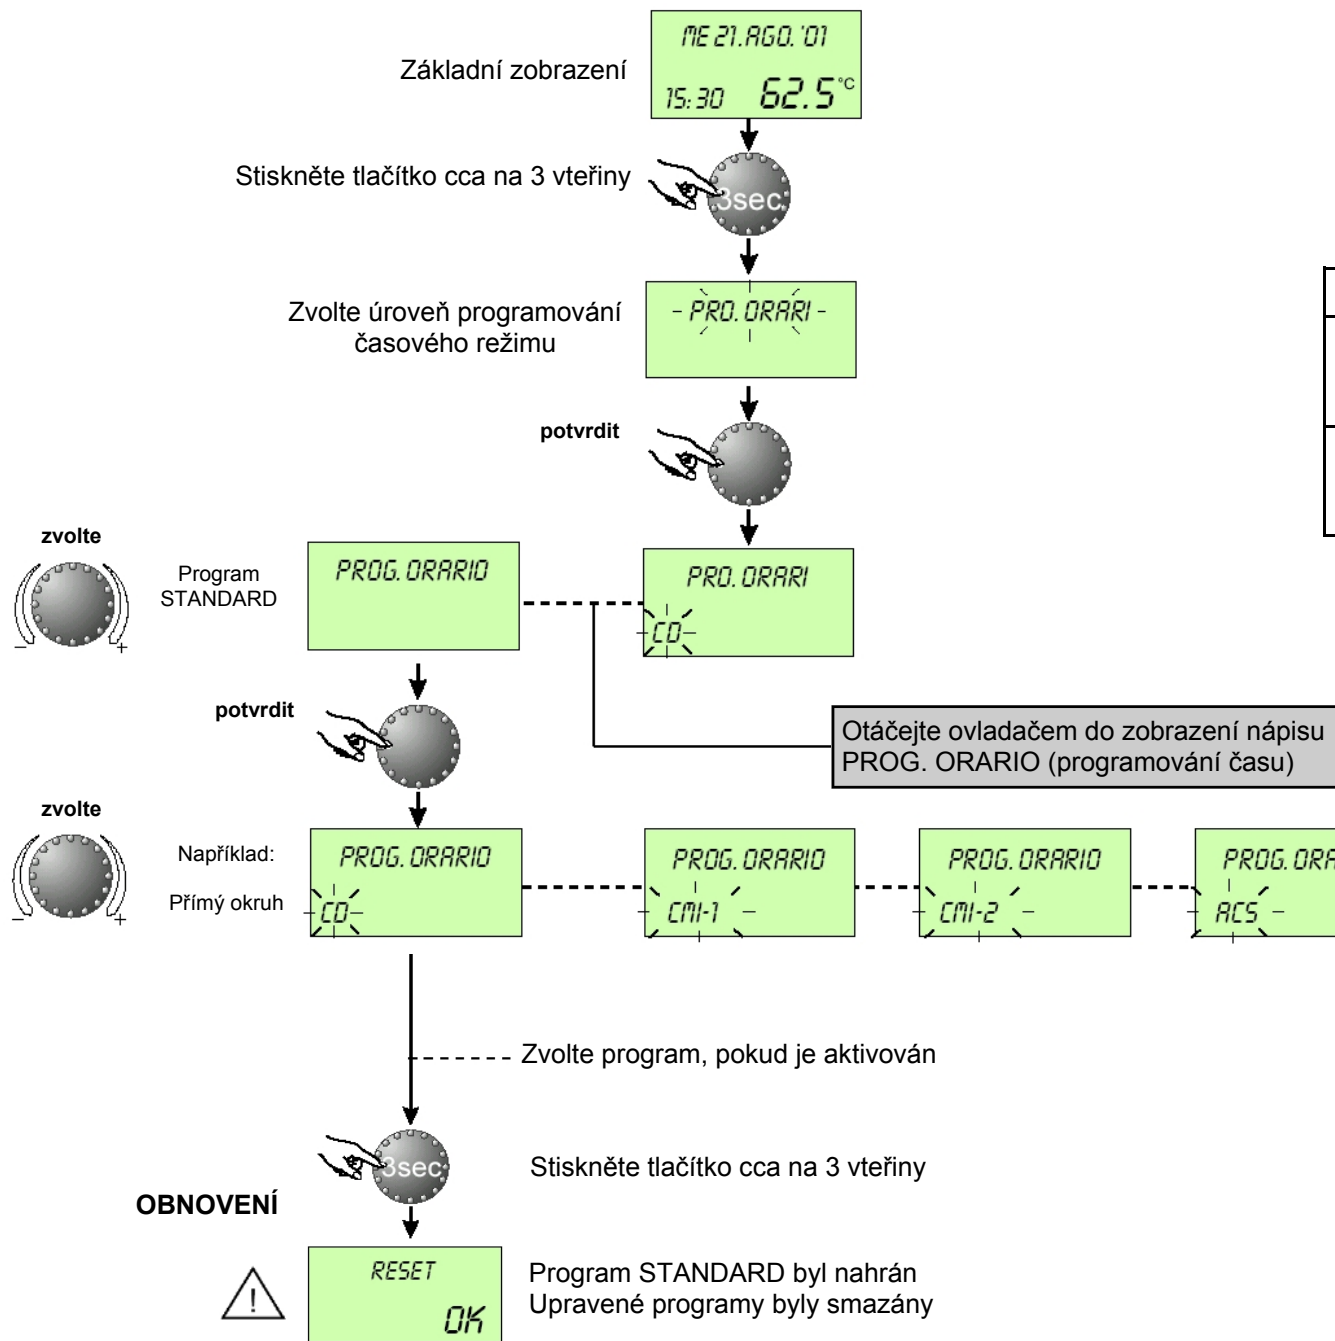 ME 21.AGO.'01
Základní zobrazení
15:30 62.5°C
Stiskněte tlačítko cca na 3 vteřiny
3sec.
Zvolte úroveň programování
časového režimu
- PRO. ORARI -
potvrdit
zvolte
Program
STANDARD
PROG. ORARIO
PRO. ORARI
CD
- +
potvrdit
Otáčejte ovladačem do zobrazení nápisu
PROG. ORARIO (programování času)
zvolte
Například:
Přímý okruh
PROG. ORARIO
CD
PROG. ORARIO
CMI-1
PROG. ORARIO
CMI-2
PROG. ORA
ACS
- +
Zvolte program, pokud je aktivován
3sec.
Stiskněte tlačítko cca na 3 vteřiny
OBNOVENÍ
!
RESET
OK
Program STANDARD byl nahrán
Upravené programy byly smazány